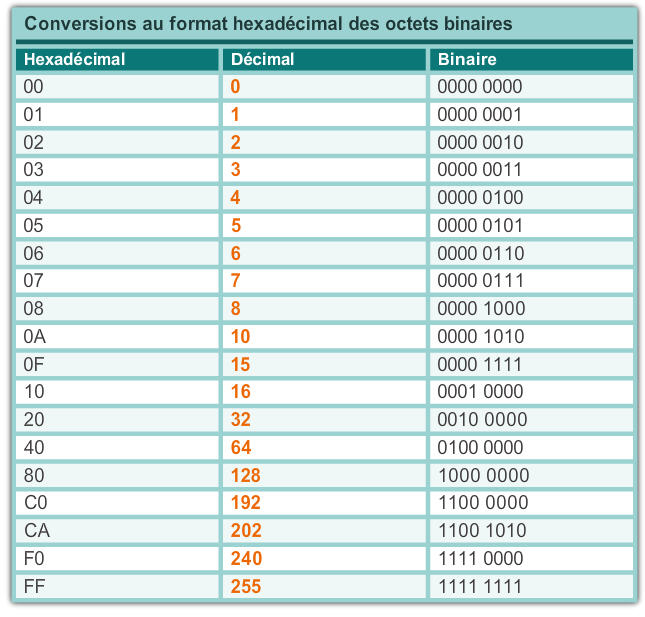 Conversions au format hexadécimal des octets binaires
Hexadécimal Décimal Binaire
00 0 0000 0000
01 1 0000 0001
02 2 0000 0010
03 3 0000 0011
04 4 0000 0100
05 5 0000 0101
06 6 0000 0110
07 7 0000 0111
08 8 0000 1000
0A 10 0000 1010
0F 15 0000 1111
10 16 0001 0000
20 32 0010 0000
40 64 0100 0000
80 128 1000 0000
C0 192 1100 0000
CA 202 1100 1010
F0 240 1111 0000
FF 255 1111 1111